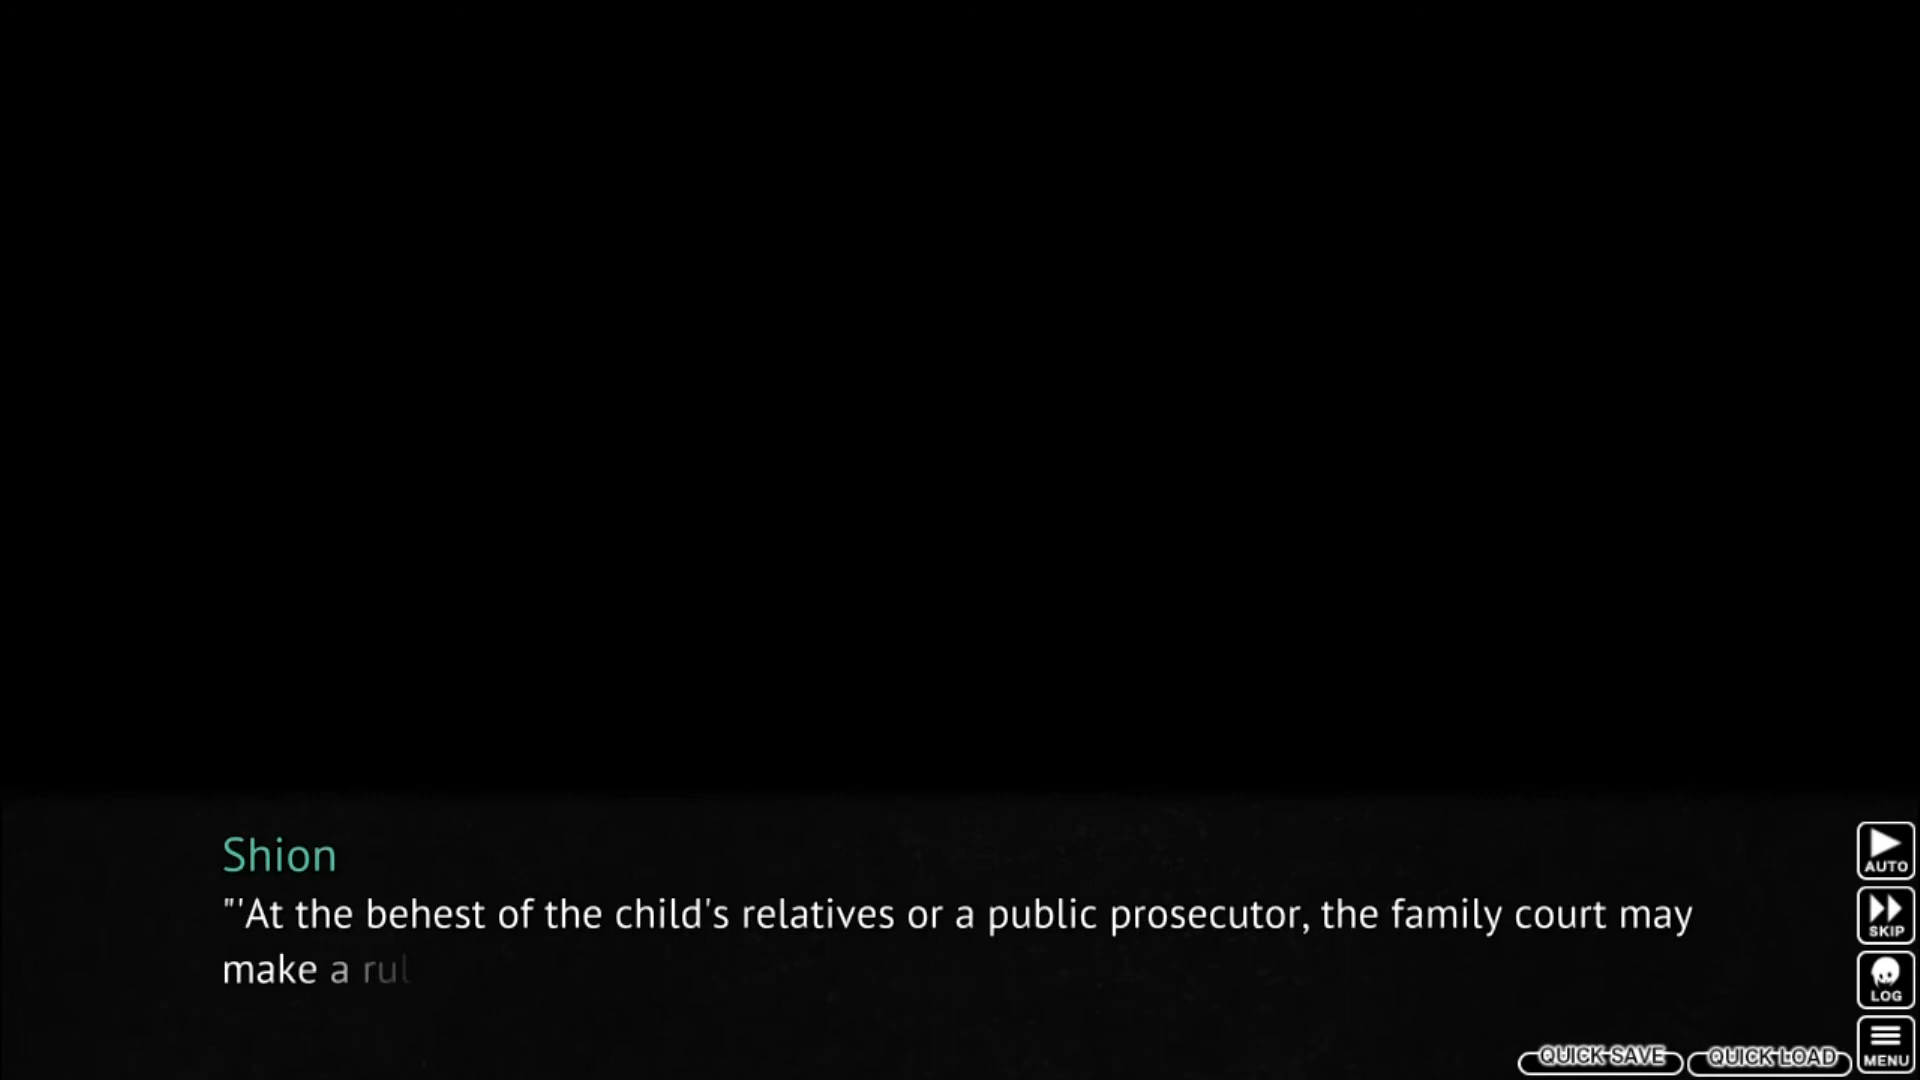 Shion
"'At the behest of the child's relatives or a public prosecutor, the family court may
make a rul
AUTO
SKIP
LOG
MENU
QUICK SAVE
QUICK LOAD